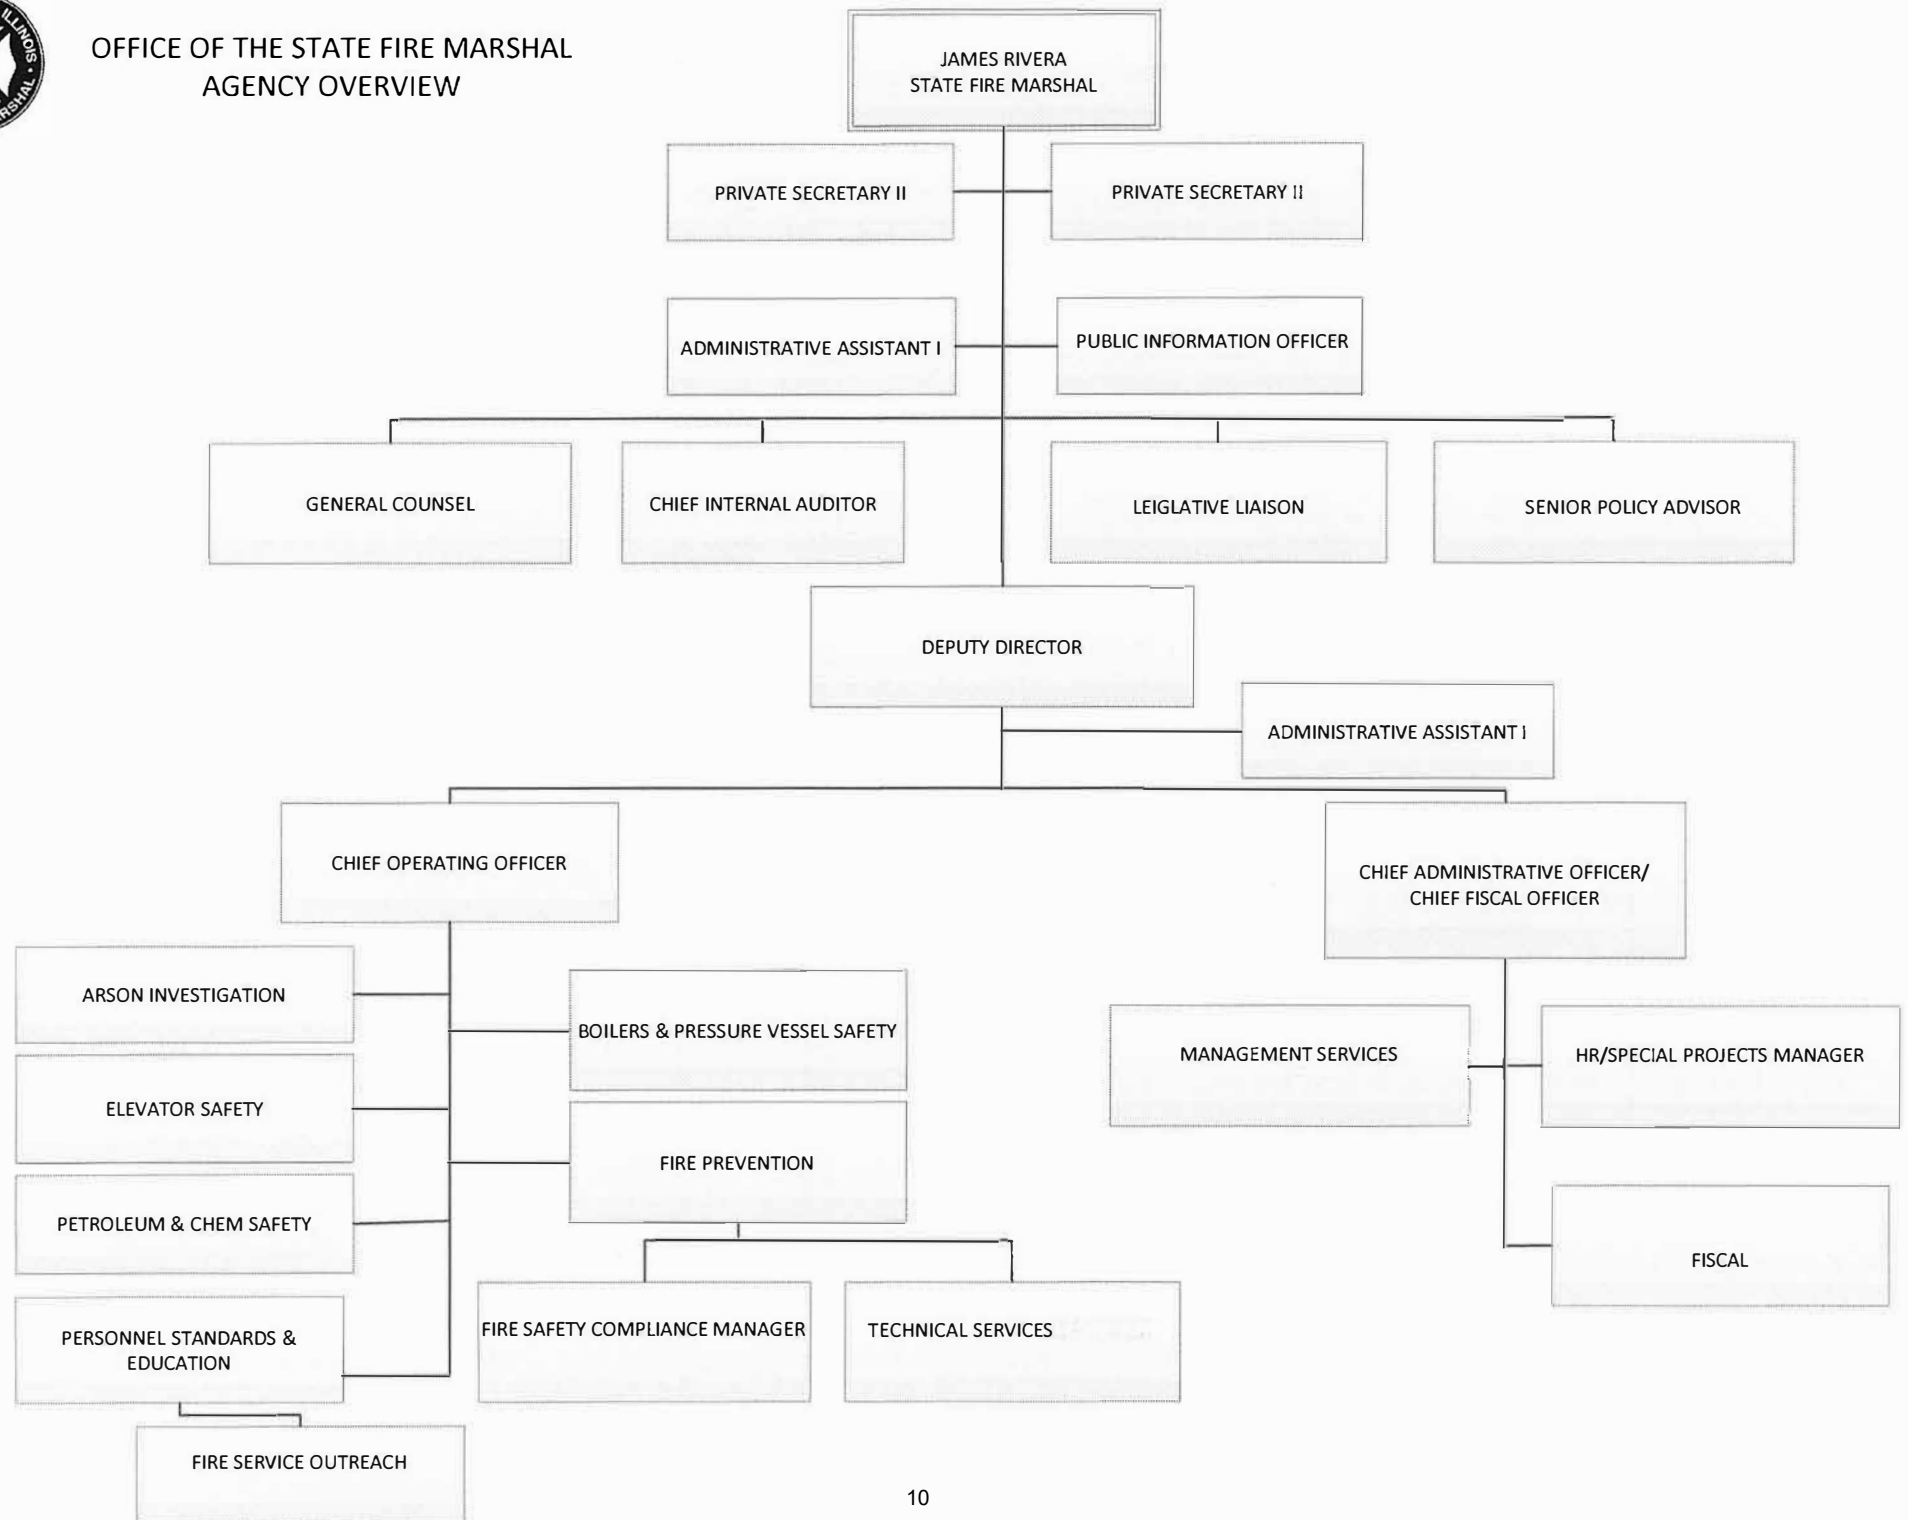 ILLINOIS
OFFICE OF THE STATE FIRE MARSHAL
AGENCY OVERVIEW
JAMES RIVERA
STATE FIRE MARSHAL
PRIVATE SECRETARY II
PRIVATE SECRETARY II
ADMINISTRATIVE ASSISTANT I
PUBLIC INFORMATION OFFICER
GENERAL COUNSEL
CHIEF INTERNAL AUDITOR
LEIGLATIVE LIAISON
SENIOR POLICY ADVISOR
DEPUTY DIRECTOR
ADMINISTRATIVE ASSISTANT I
CHIEF OPERATING OFFICER
CHIEF ADMINISTRATIVE OFFICER/
CHIEF FISCAL OFFICER
ARSON INVESTIGATION
BOILERS & PRESSURE VESSEL SAFETY
MANAGEMENT SERVICES
HR/SPECIAL PROJECTS MANAGER
ELEVATOR SAFETY
FIRE PREVENTION
PETROLEUM & CHEM SAFETY
FISCAL
PERSONNEL STANDARDS &
EDUCATION
FIRE SAFETY COMPLIANCE MANAGER
TECHNICAL SERVICES
FIRE SERVICE OUTREACH
10